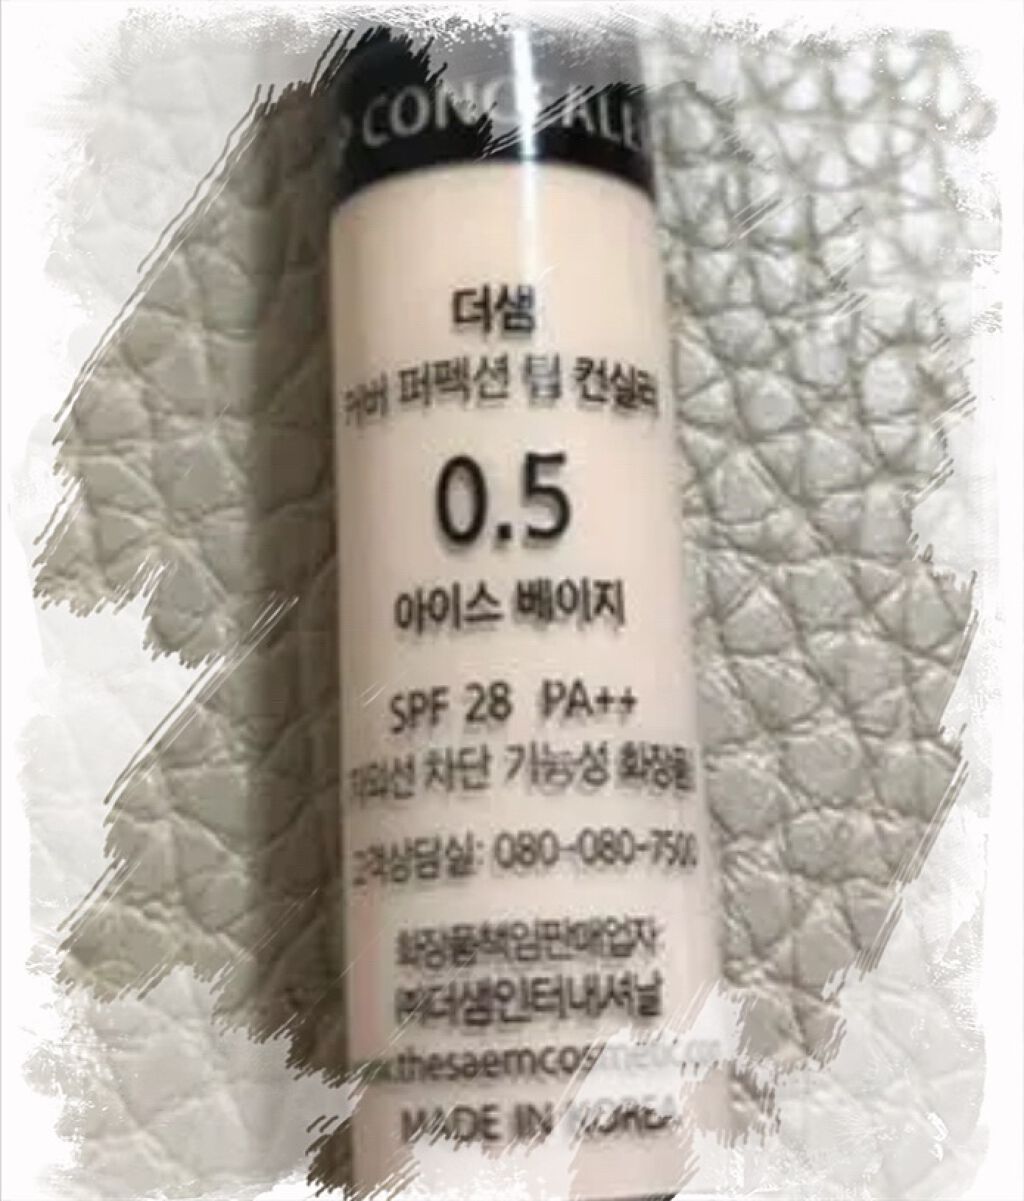 CONCEALER
더샘
커버 퍼펙션 팁 컨실러
0.5
아이스 베이지
SPF 28 PA++
자외선 차단 기능성 화장품
고객상담실: 080-080-7500
화장품책임판매업자:
㈜더샘인터내셔날
thesaemcosmetic.com
MADE IN KOREA